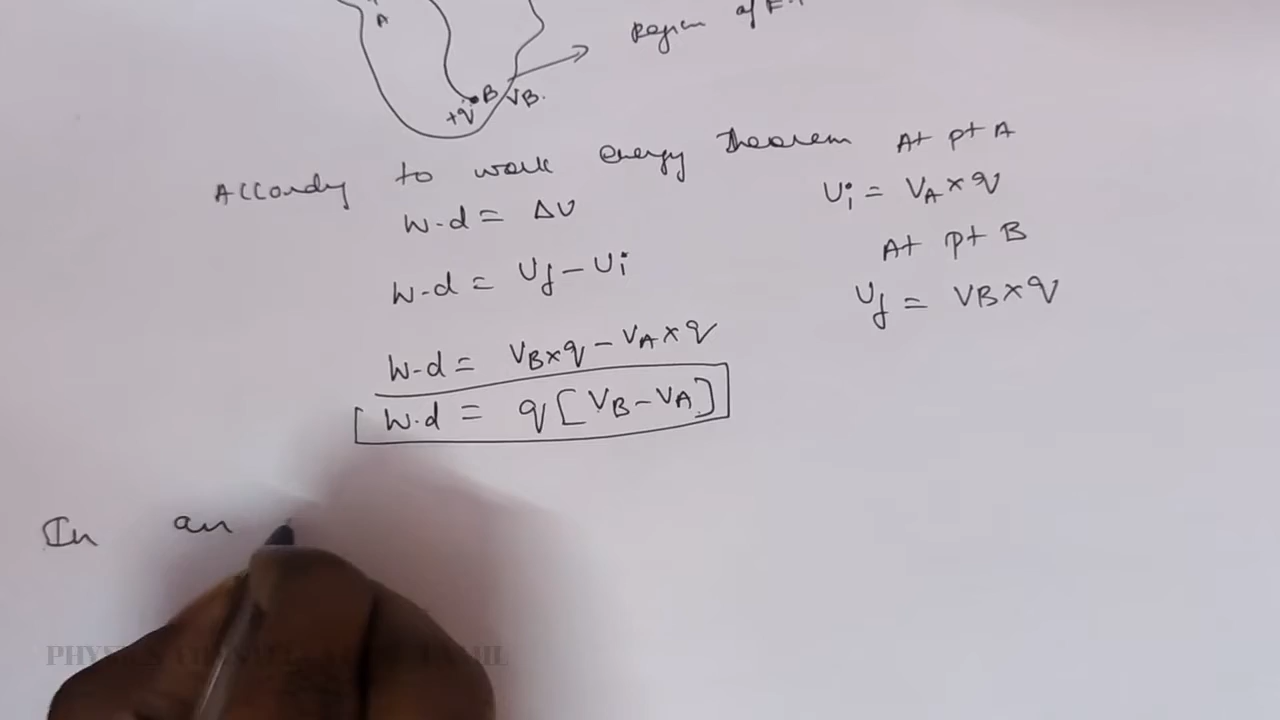 A
Region of
B VB.
+q
Accordy to work energy theorem
At pt A
Ui = VA × q
W-d = ΔU
At pt B
W-d = Uf - Ui
Uf = VB × q
W-d = VB×q - VA×q
W.d = q[VB-VA]
In an